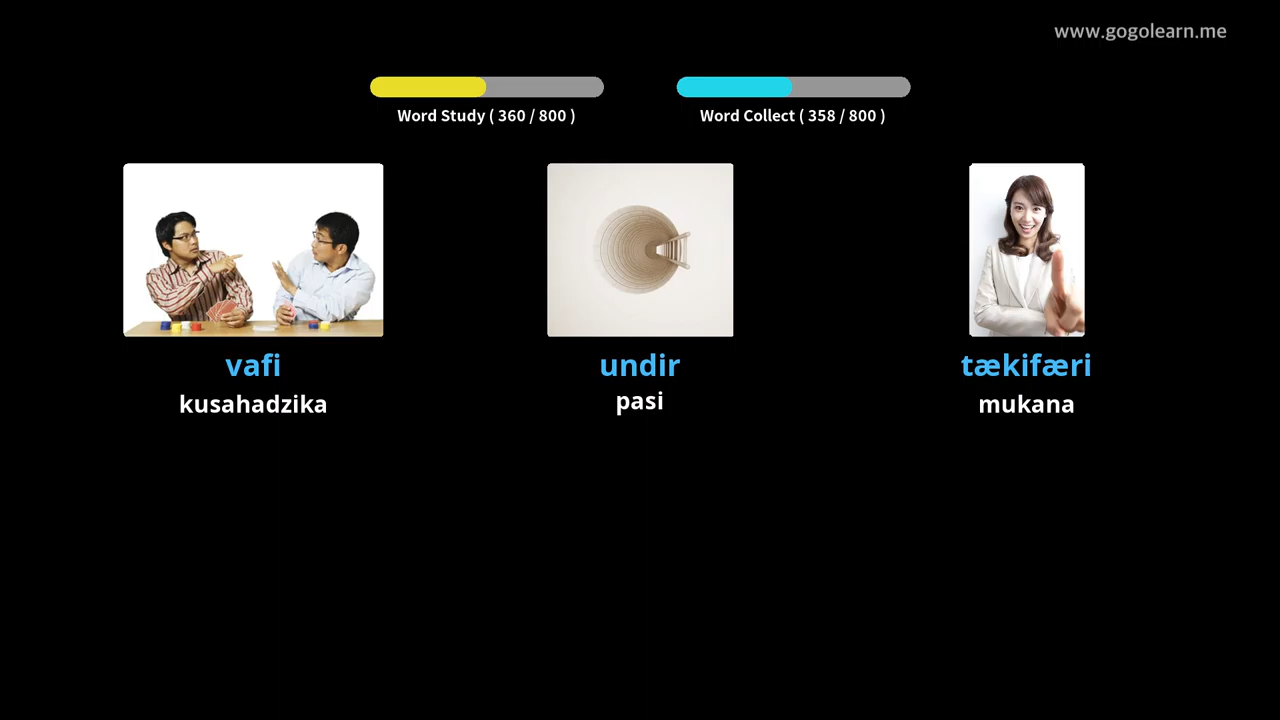 www.gogolearn.me
Word Study ( 360 / 800 )
Word Collect ( 358 / 800 )
vafi
kusahadzika
undir
pasi
tækifæri
mukana